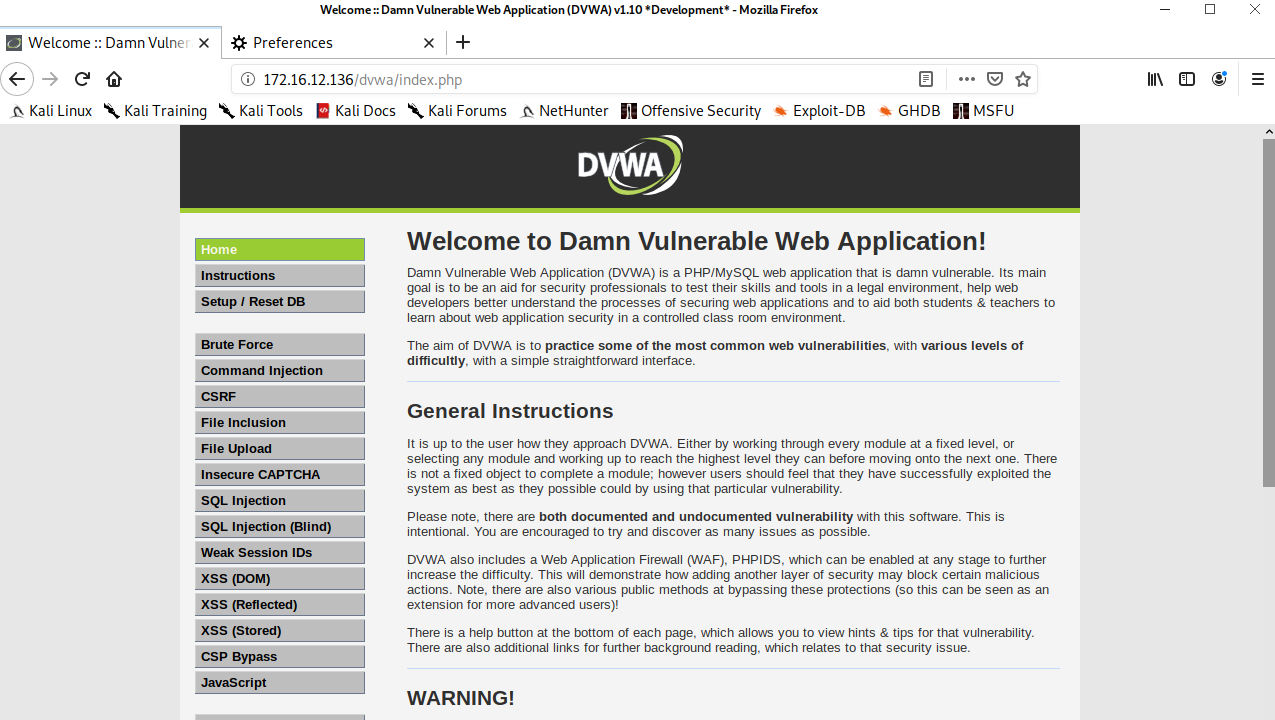 Welcome :: Damn Vulnerable Web Application (DVWA) v1.10 *Development* - Mozilla Firefox
Welcome :: Damn Vulner
Preferences
172.16.12.136/dvwa/index.php
Kali Linux
Kali Training
Kali Tools
Kali Docs
Kali Forums
NetHunter
Offensive Security
Exploit-DB
GHDB
MSFU
DVWA
Home
Instructions
Setup / Reset DB
Brute Force
Command Injection
CSRF
File Inclusion
File Upload
Insecure CAPTCHA
SQL Injection
SQL Injection (Blind)
Weak Session IDs
XSS (DOM)
XSS (Reflected)
XSS (Stored)
CSP Bypass
JavaScript
Welcome to Damn Vulnerable Web Application!
Damn Vulnerable Web Application (DVWA) is a PHP/MySQL web application that is damn vulnerable. Its main
goal is to be an aid for security professionals to test their skills and tools in a legal environment, help web
developers better understand the processes of securing web applications and to aid both students & teachers to
learn about web application security in a controlled class room environment.
The aim of DVWA is to practice some of the most common web vulnerabilities, with various levels of
difficultly, with a simple straightforward interface.
General Instructions
It is up to the user how they approach DVWA. Either by working through every module at a fixed level, or
selecting any module and working up to reach the highest level they can before moving onto the next one. There
is not a fixed object to complete a module; however users should feel that they have successfully exploited the
system as best as they possible could by using that particular vulnerability.
Please note, there are both documented and undocumented vulnerability with this software. This is
intentional. You are encouraged to try and discover as many issues as possible.
DVWA also includes a Web Application Firewall (WAF), PHPIDS, which can be enabled at any stage to further
increase the difficulty. This will demonstrate how adding another layer of security may block certain malicious
actions. Note, there are also various public methods at bypassing these protections (so this can be seen as an
extension for more advanced users)!
There is a help button at the bottom of each page, which allows you to view hints & tips for that vulnerability.
There are also additional links for further background reading, which relates to that security issue.
WARNING!